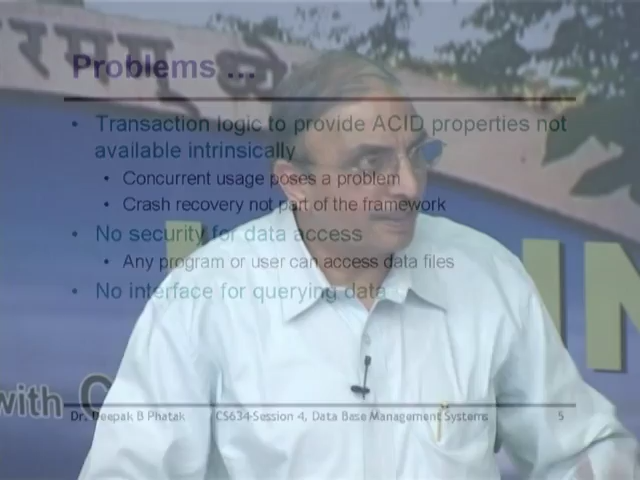 Problems ...
• Transaction logic to provide ACID properties not
available intrinsically
• Concurrent usage poses a problem
• Crash recovery not part of the framework
• No security for data access
• Any program or user can access data files
• No interface for querying data
IN
with
Dr. Deepak B Phatak CS634-Session 4, Data Base Management Systems 5